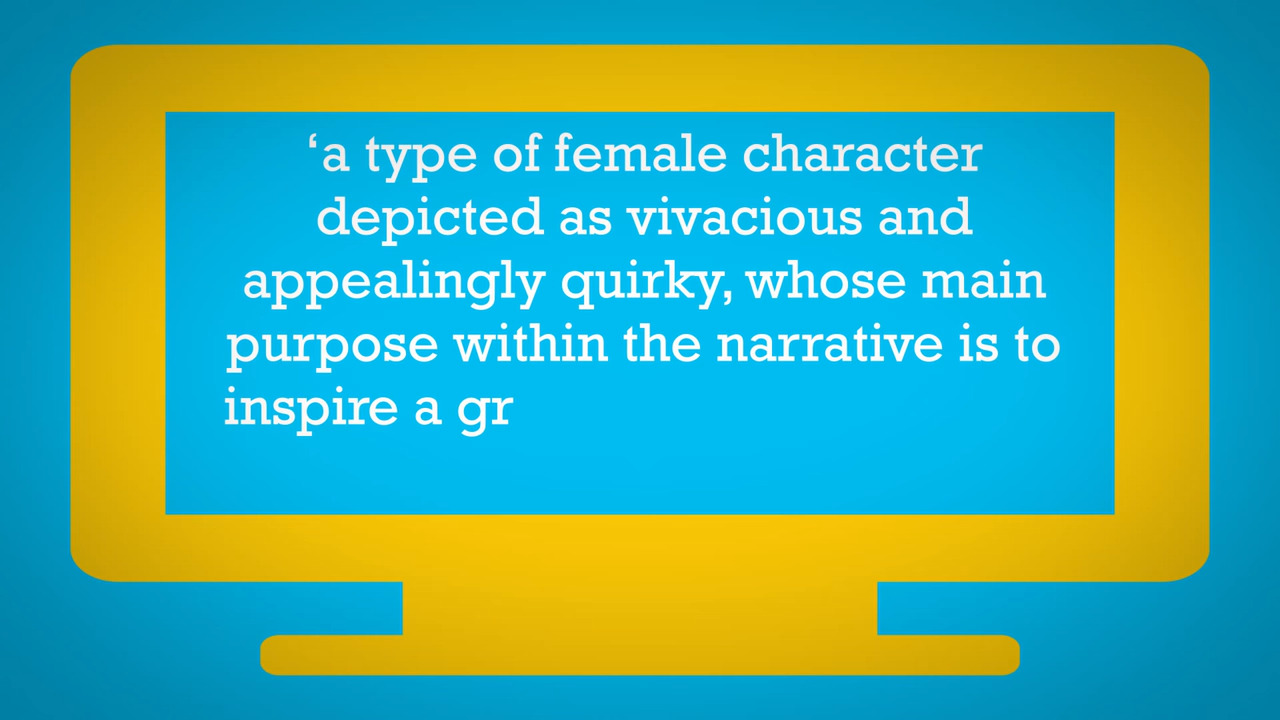 ‘a type of female character
depicted as vivacious and
appealingly quirky, whose main
purpose within the narrative is to
inspire a gr